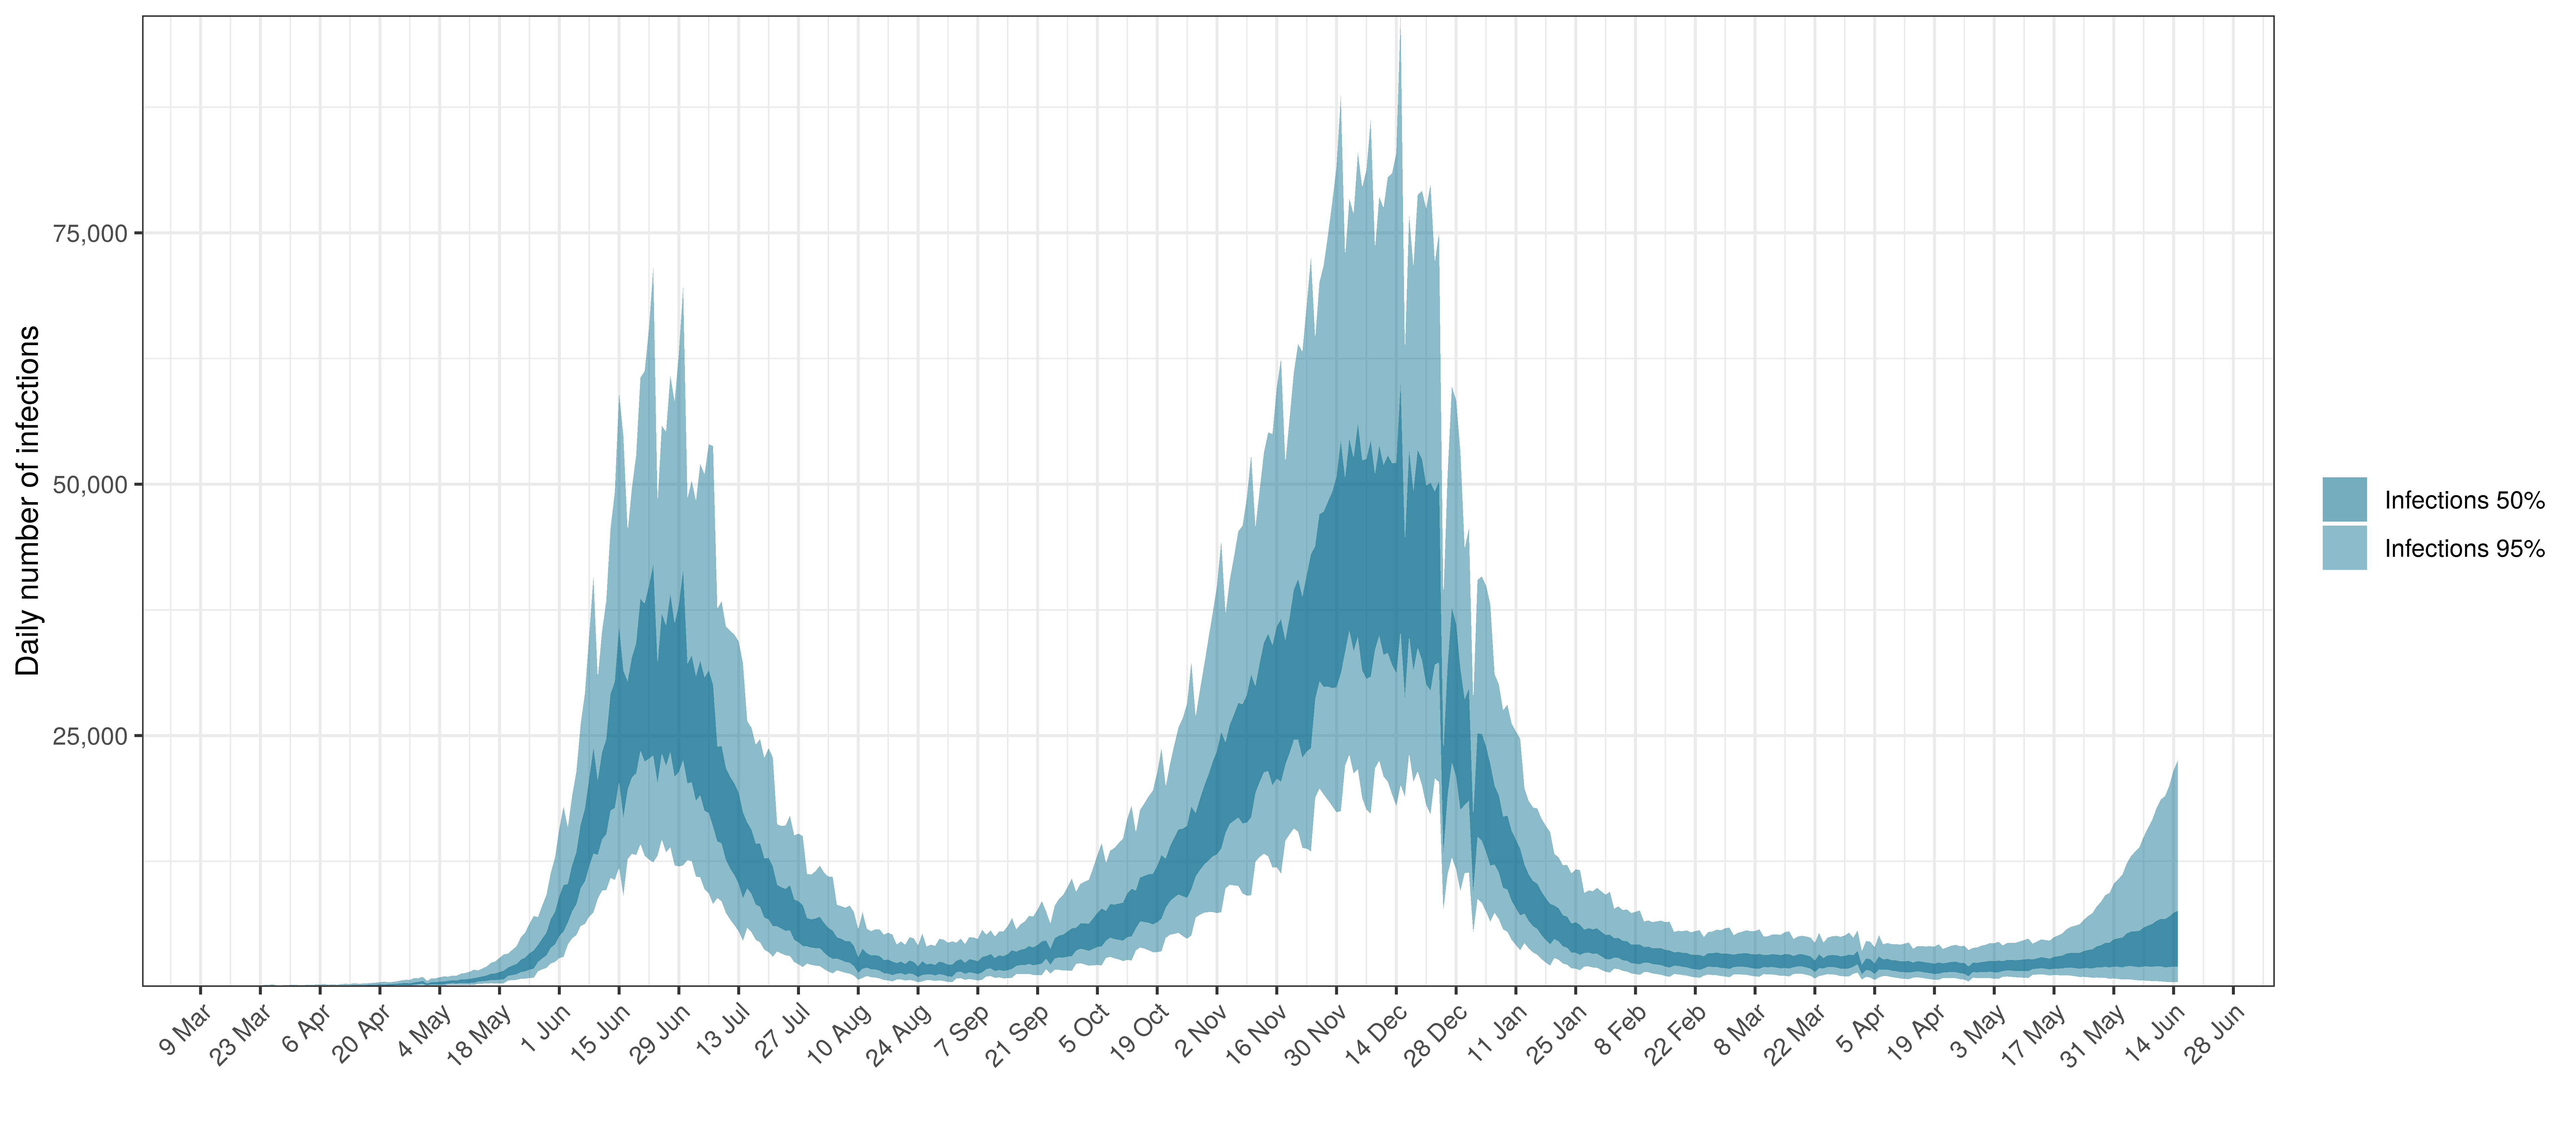 Daily number of infections
75,000
50,000
25,000
9 Mar
23 Mar
6 Apr
20 Apr
4 May
18 May
1 Jun
15 Jun
29 Jun
13 Jul
27 Jul
10 Aug
24 Aug
7 Sep
21 Sep
5 Oct
19 Oct
2 Nov
16 Nov
30 Nov
14 Dec
28 Dec
11 Jan
25 Jan
8 Feb
22 Feb
8 Mar
22 Mar
5 Apr
19 Apr
3 May
17 May
31 May
14 Jun
28 Jun
Infections 50%
Infections 95%